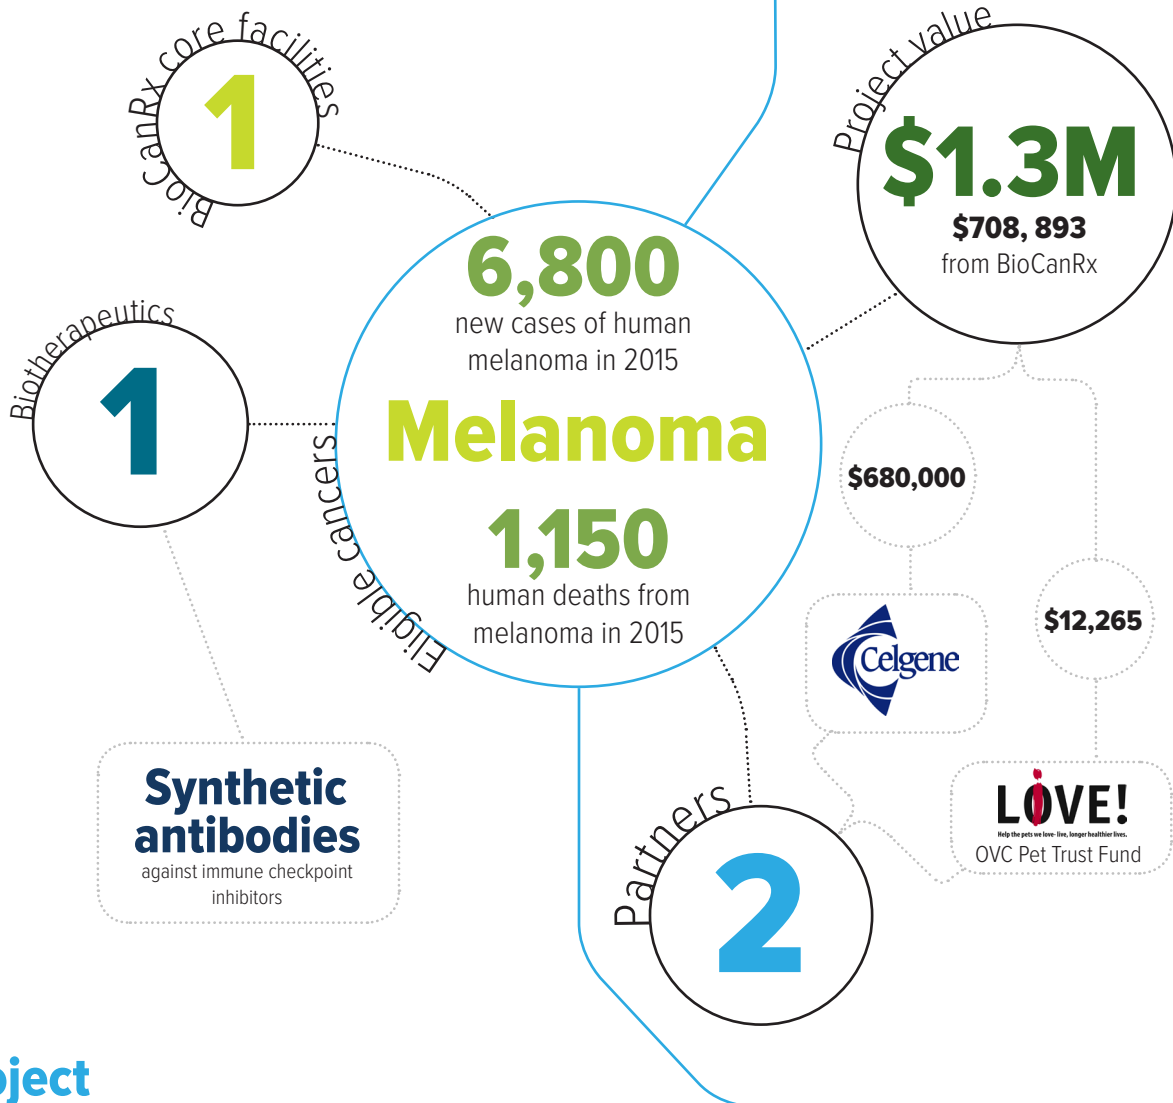 BioCanRx core facilities
1
Project value
$1.3M
$708, 893
from BioCanRx
6,800
new cases of human
melanoma in 2015
Melanoma
1,150
human deaths from
melanoma in 2015
Eligible cancers
Biotherapeutics
1
Synthetic
antibodies
against immune checkpoint
inhibitors
$680,000
Celgene
$12,265
LiOVE!
Help the pets we love- live, longer healthier lives.
OVC Pet Trust Fund
Partners
2